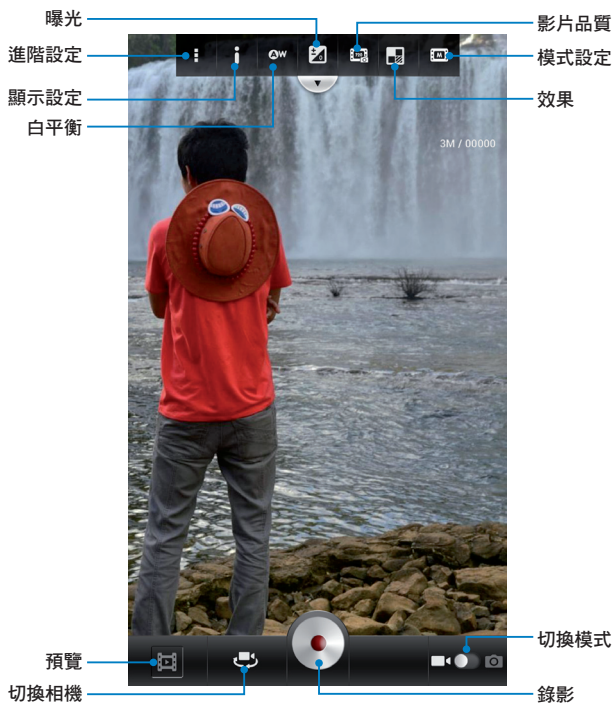 曝光
影片品質
進階設定
模式設定
顯示設定
效果
白平衡
3M / 00000
切換模式
預覽
切換相機
錄影